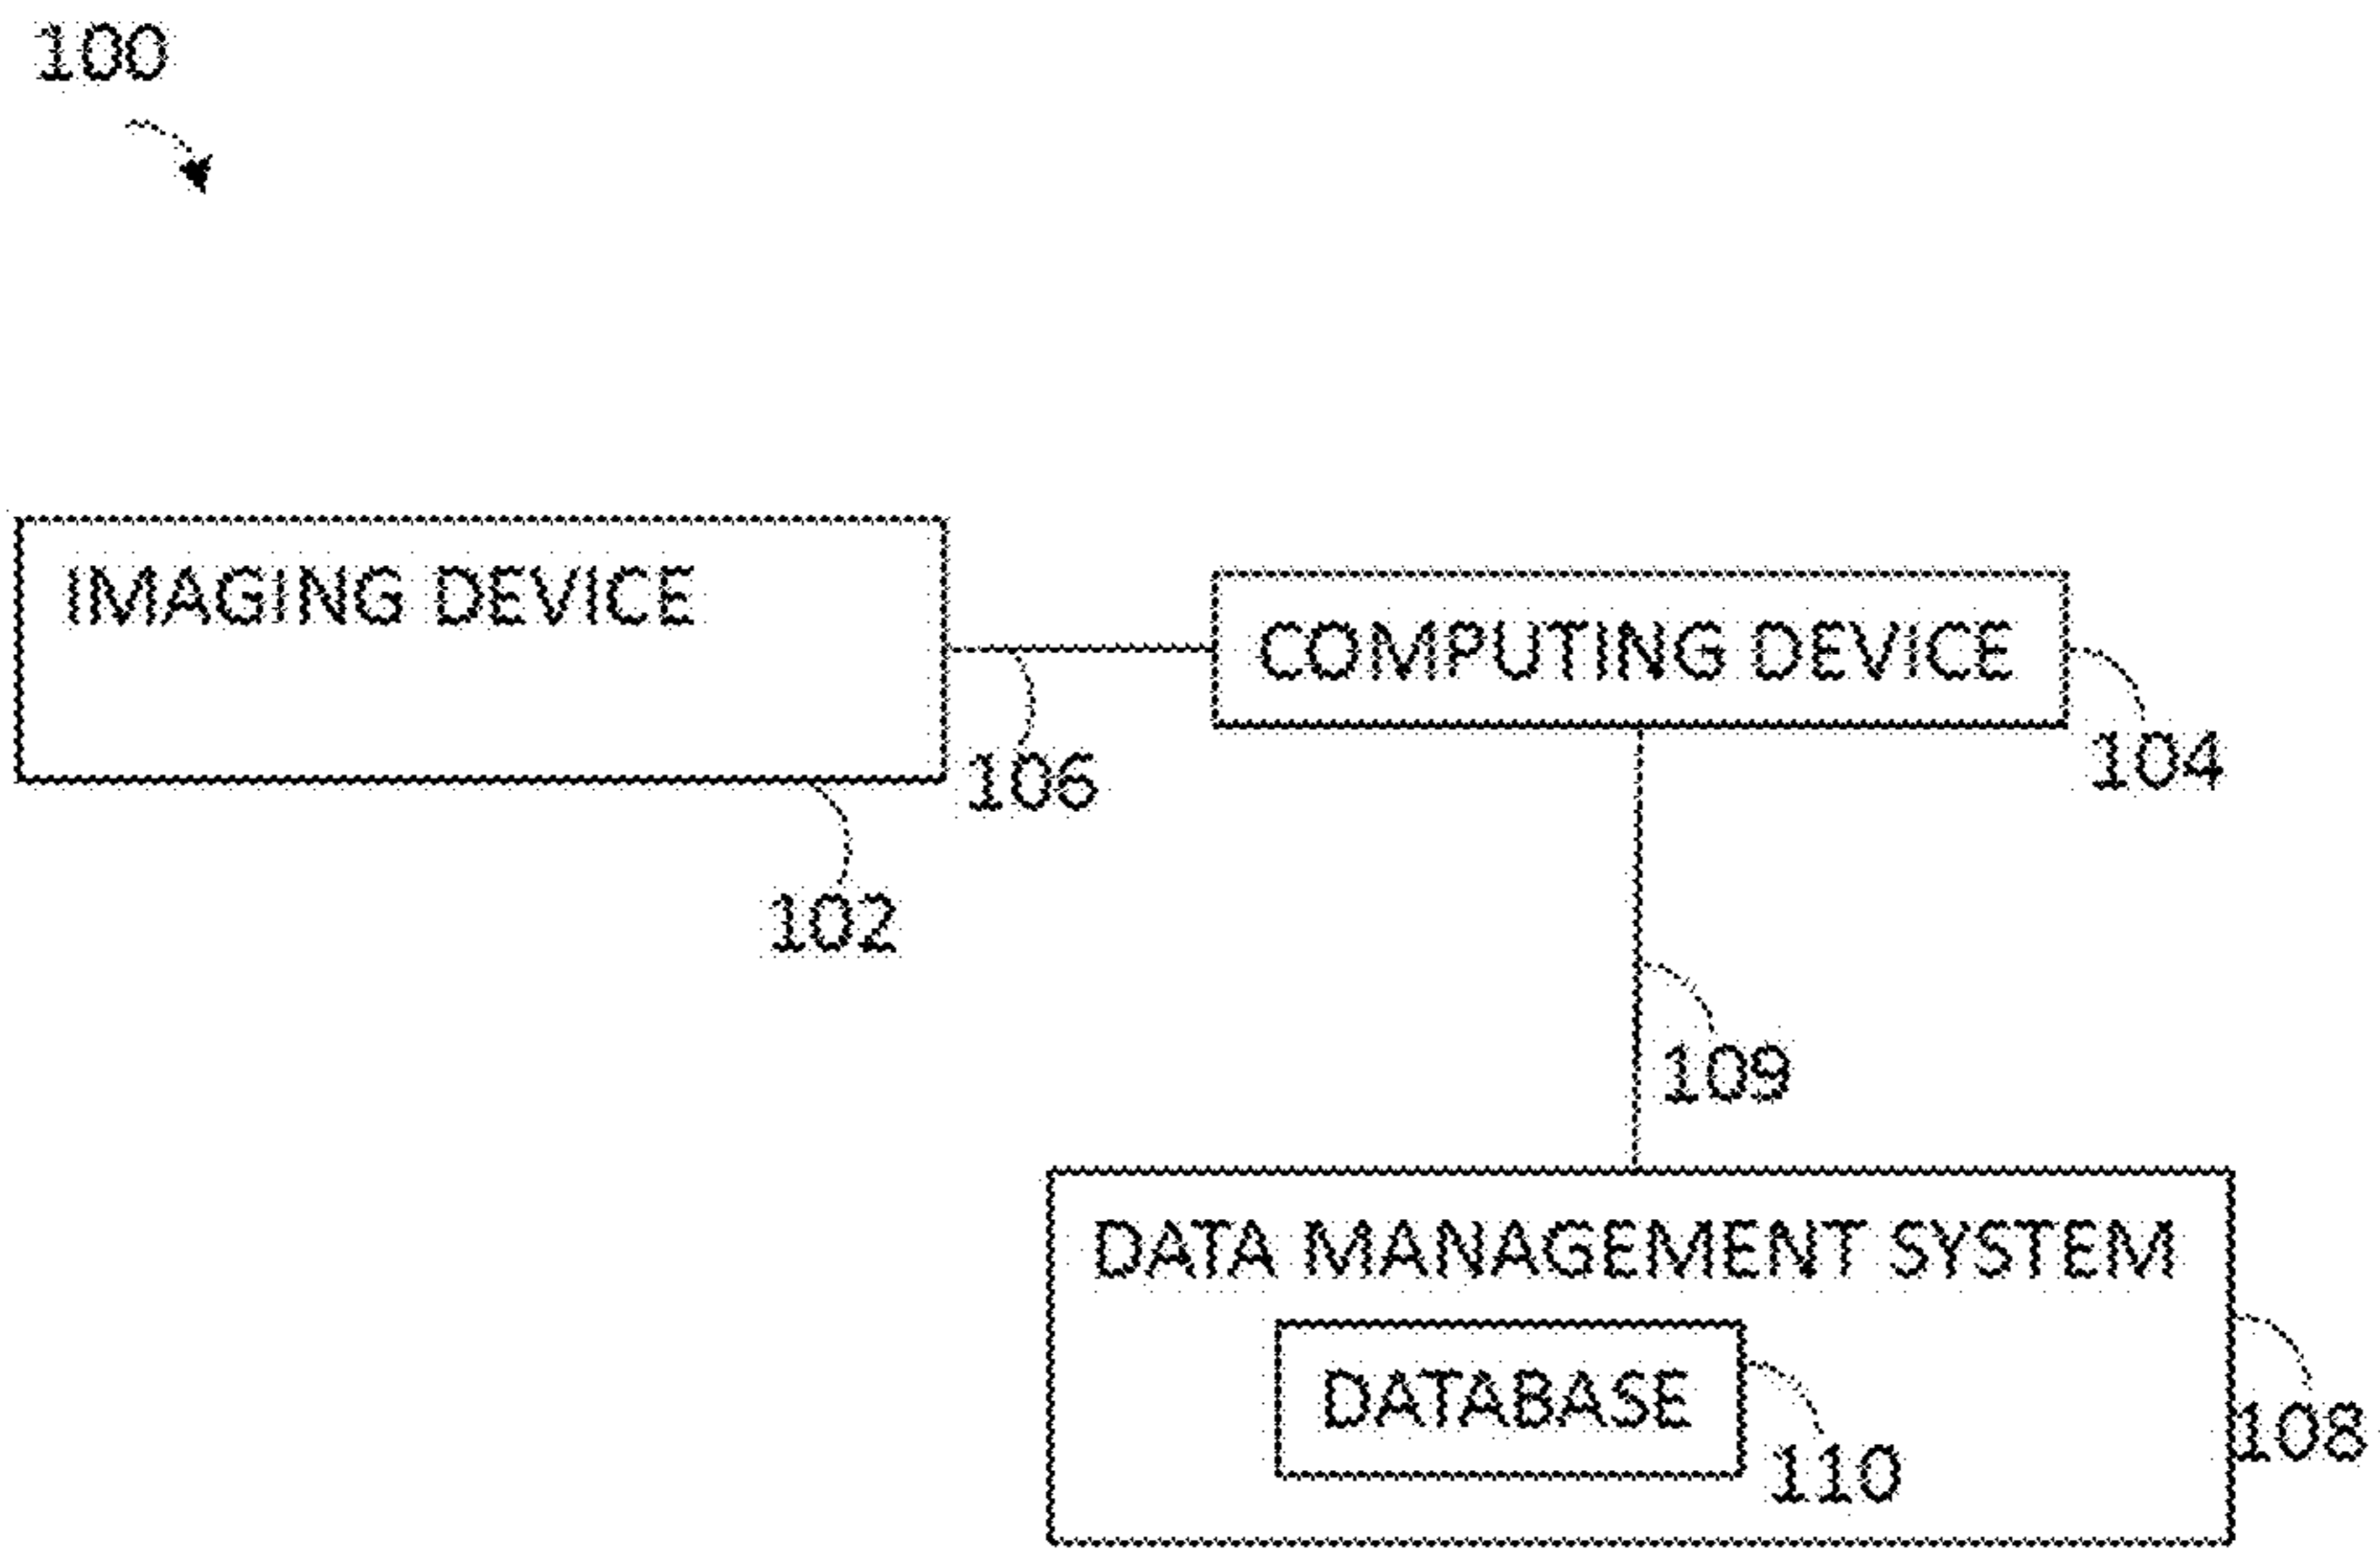 100
IMAGING DEVICE
COMPUTING DEVICE
106
104
102
109
DATA MANAGEMENT SYSTEM
DATABASE
108
110